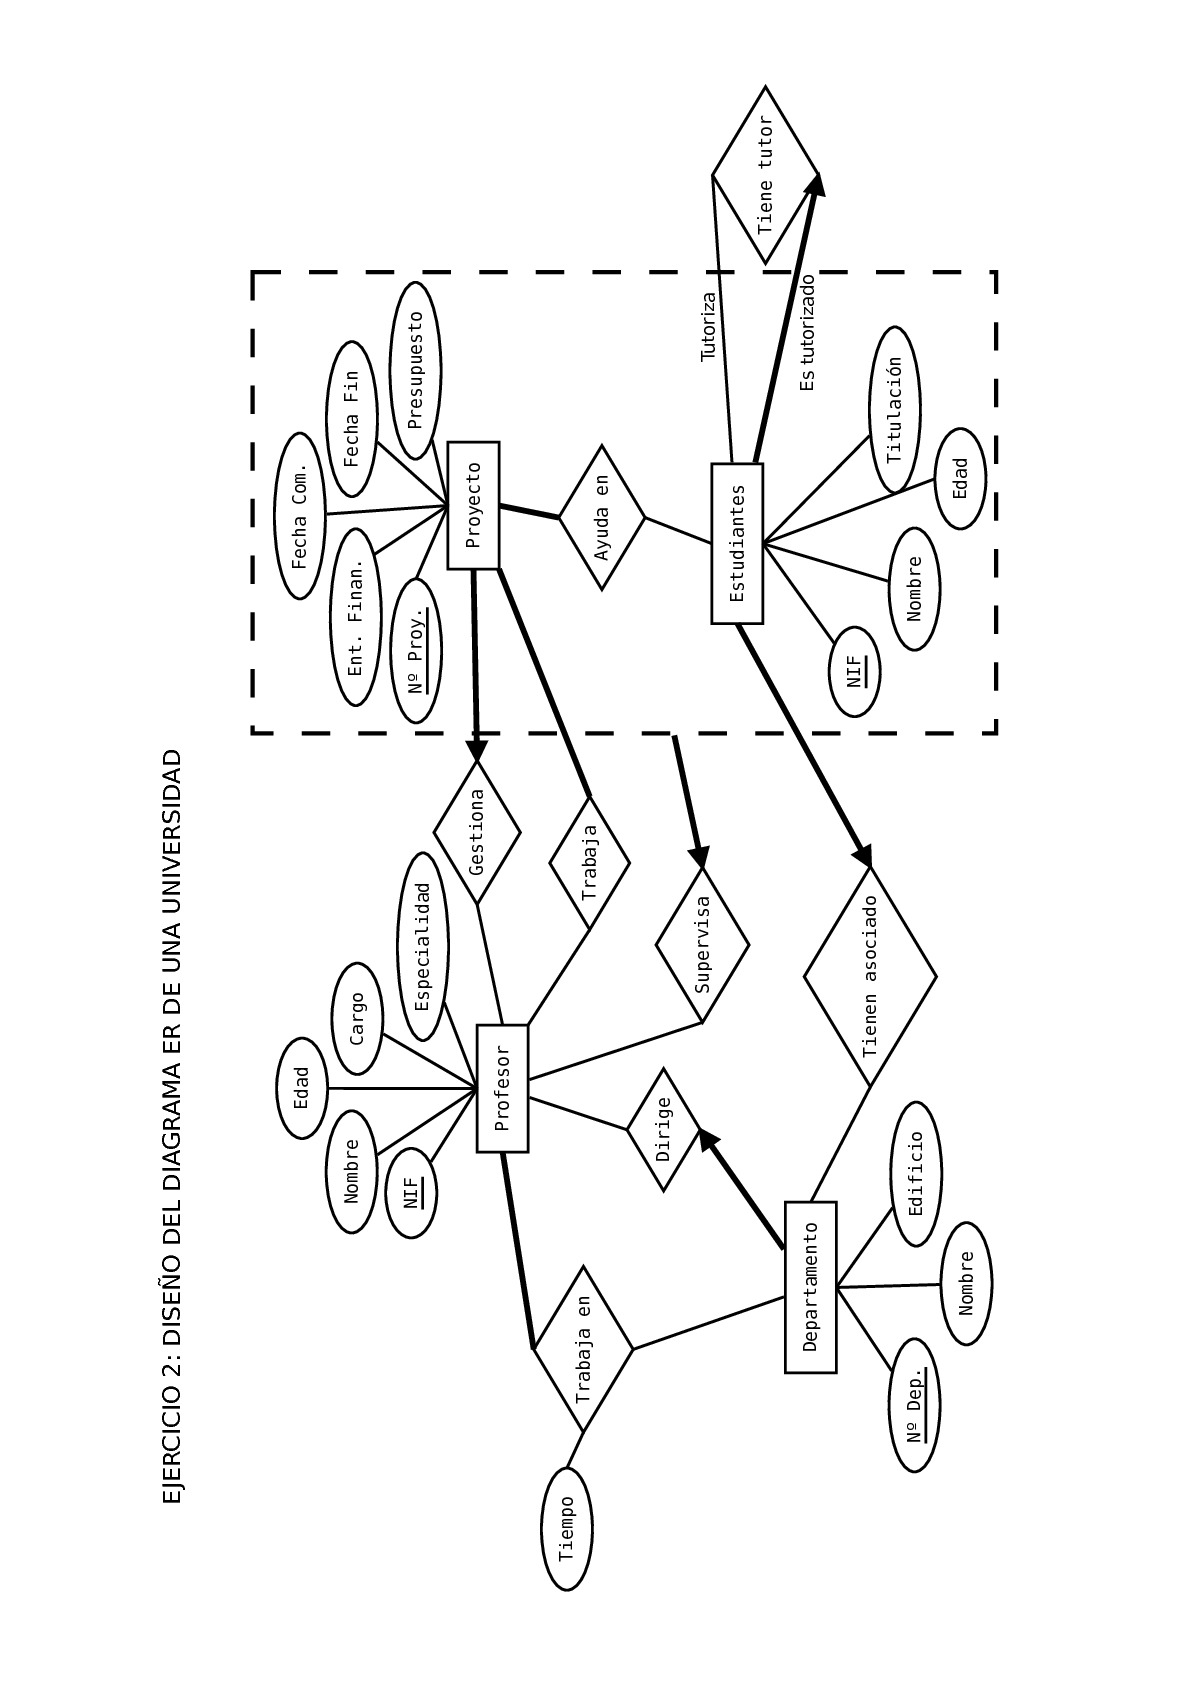 EJERCICIO 2: DISEÑO DEL DIAGRAMA ER DE UNA UNIVERSIDAD
Edad
Fecha Com.
Nombre
Cargo
Ent. Finan.
Fecha Fin
NIF
Especialidad
Nº Proy.
Presupuesto
Profesor
Gestiona
Proyecto
Tiempo
Trabaja en
Trabaja
Ayuda en
Dirige
Supervisa
Tutoriza
Estudiantes
Tiene tutor
Es tutorizado
Departamento
Tienen asociado
NIF
Titulación
Nº Dep.
Edificio
Nombre
Nombre
Edad